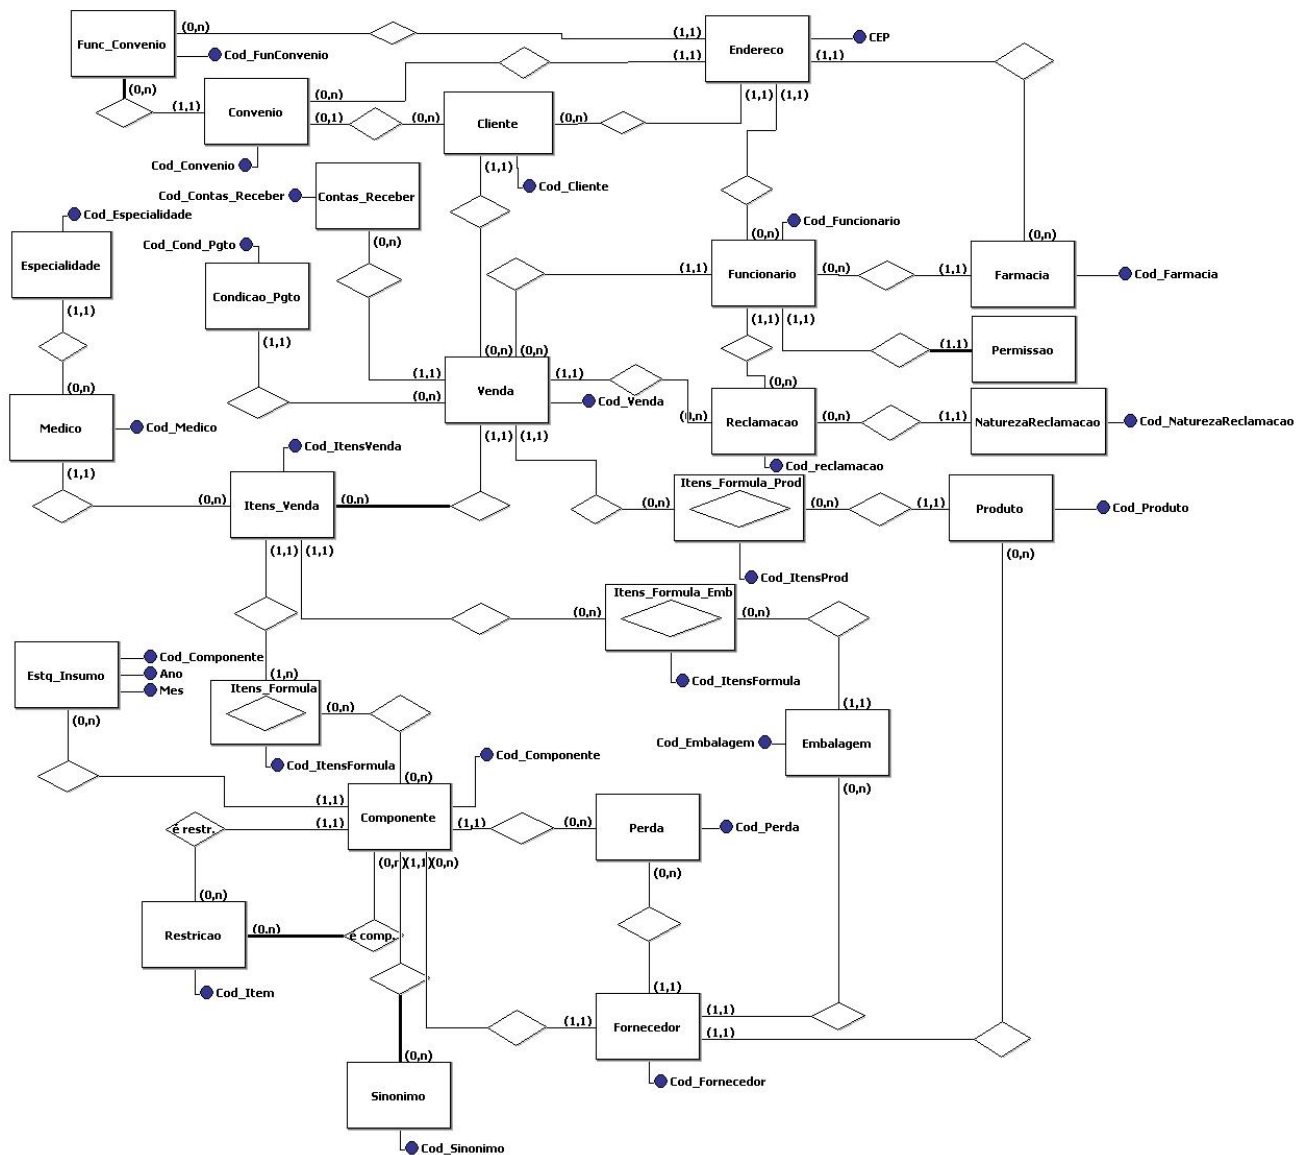 (0,n)
(1,1)
Func_Convenio
Endereco
CEP
Cod_FunConvenio
(1,1)
(1,1)
(0,n)
(1,1)
Convenio
(0,n)
(0,1)
(0,n)
Cliente
(0,n)
(1,1)
(1,1)
Cod_Convenio
(1,1)
Cod_Cliente
Cod_Contas_Receber
Contas_Receber
Cod_Especialidade
Cod_Funcionario
Cod_Cond_Pgto
(0,n)
(0,n)
(0,n)
Especialidade
Condicao_Pgto
(1,1)
Funcionario
(0,n)
(1,1)
Farmacia
Cod_Farmacia
(1,1)
(1,1)
(1,1)
(1,1)
(1.1)
Permissao
(0,n)
(0,n)
(1,1)
(1,1)
(0,n)
(0,n)
(0,n)
Venda
Cod_Venda
Medico
Cod_Medico
(0,n)
Reclamacao
(0,n)
(1,1)
NaturezaReclamacao
Cod_NaturezaReclamacao
(1,1)
(1,1)
Cod_ItensVenda
(1,1)
Cod_reclamacao
Itens_Formula_Prod
(0,n)
Itens_Venda
(0.n)
(0,n)
(0,n)
(1,1)
Produto
Cod_Produto
(1,1)
(1,1)
(0,n)
Cod_ItensProd
Itens_Formula_Emb
(0,n)
(0,n)
Cod_Componente
Estq_Insumo
Ano
Mes
(1,n)
Cod_ItensFormula
Itens_Formula
(0,n)
(0,n)
(1,1)
Cod_Embalagem
Embalagem
Cod_ItensFormula
Cod_Componente
(0,n)
(0,n)
(1,1)
é restr.
(1,1)
Componente
(1,1)
(0,n)
Perda
Cod_Perda
(1,1)
(0,n)
(0,n)
(0,n)
(0,n)
Restricao
(0.n)
é comp.
Cod_Item
(1,1)
(1,1)
(1,1)
Fornecedor
(1,1)
(0,n)
Cod_Fornecedor
Sinonimo
Cod_Sinonimo